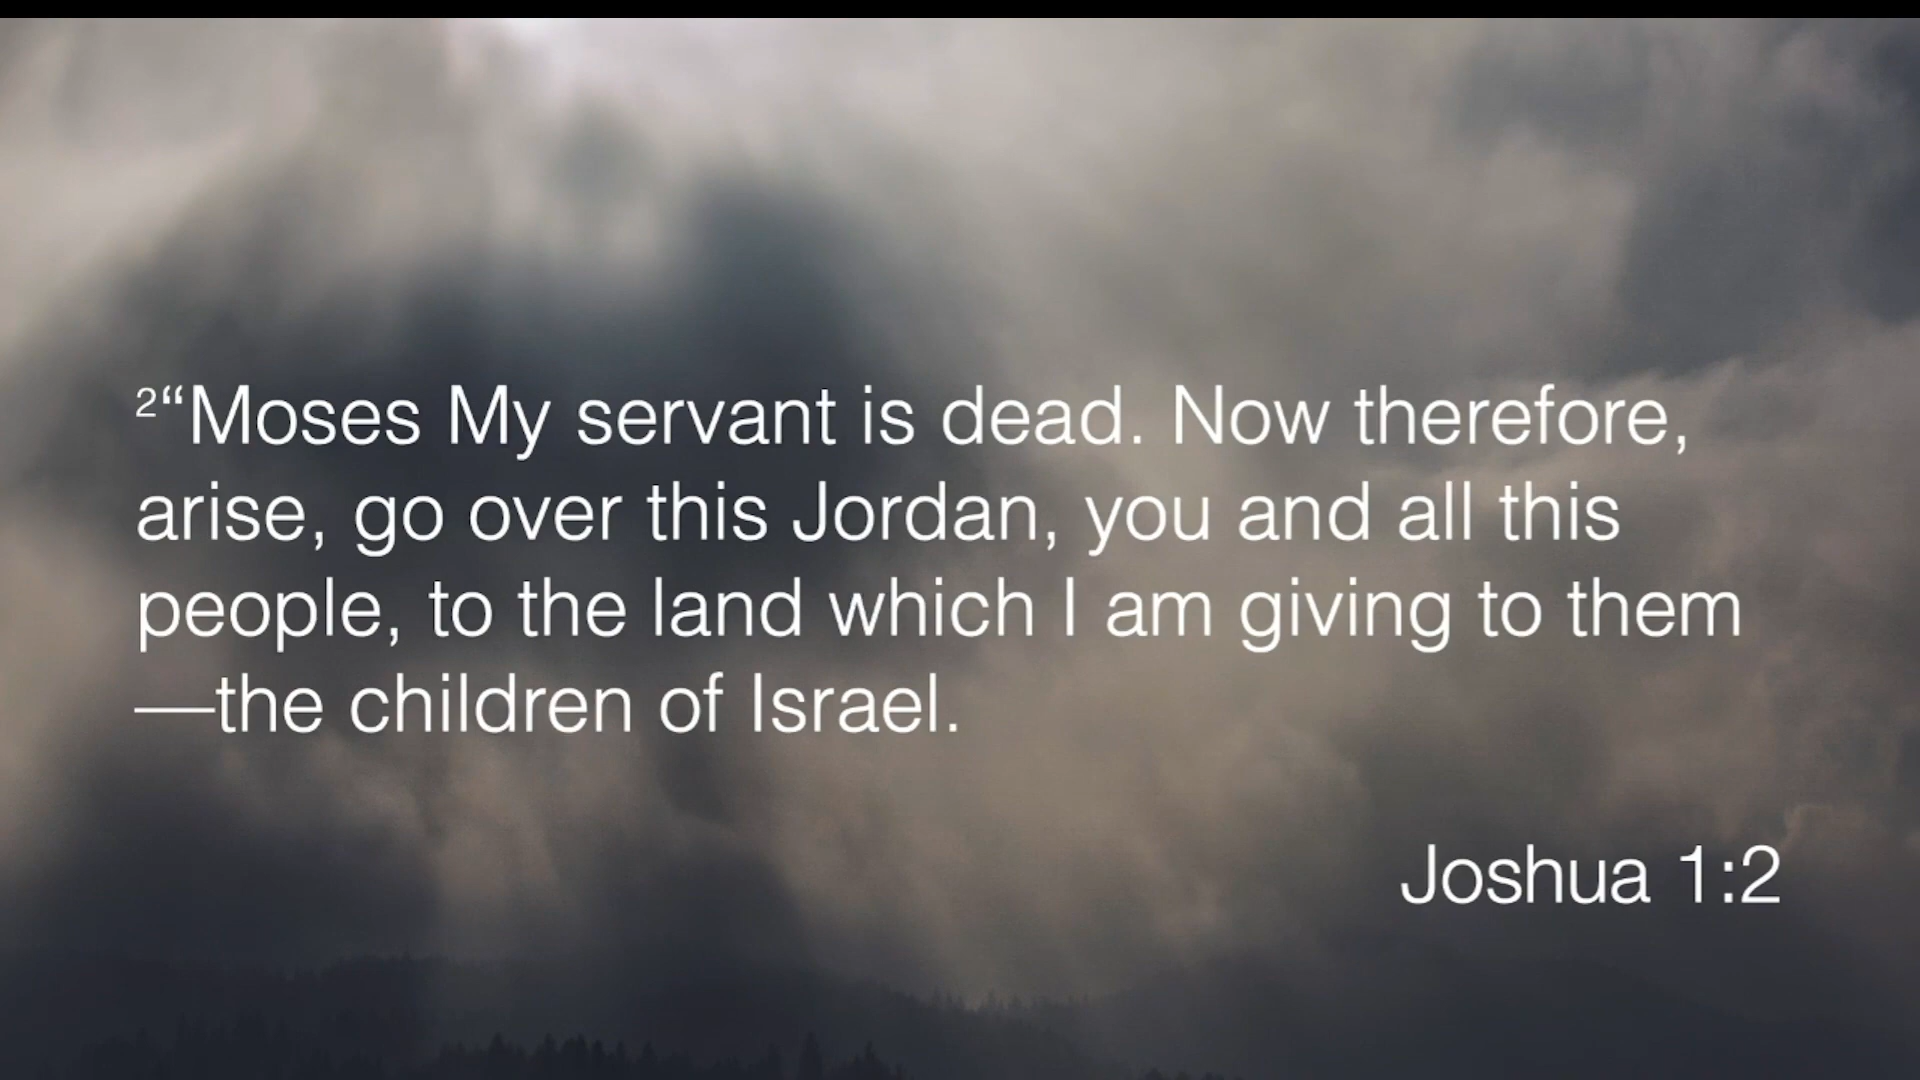 ²“Moses My servant is dead. Now therefore,
arise, go over this Jordan, you and all this
people, to the land which I am giving to them
—the children of Israel.
Joshua 1:2